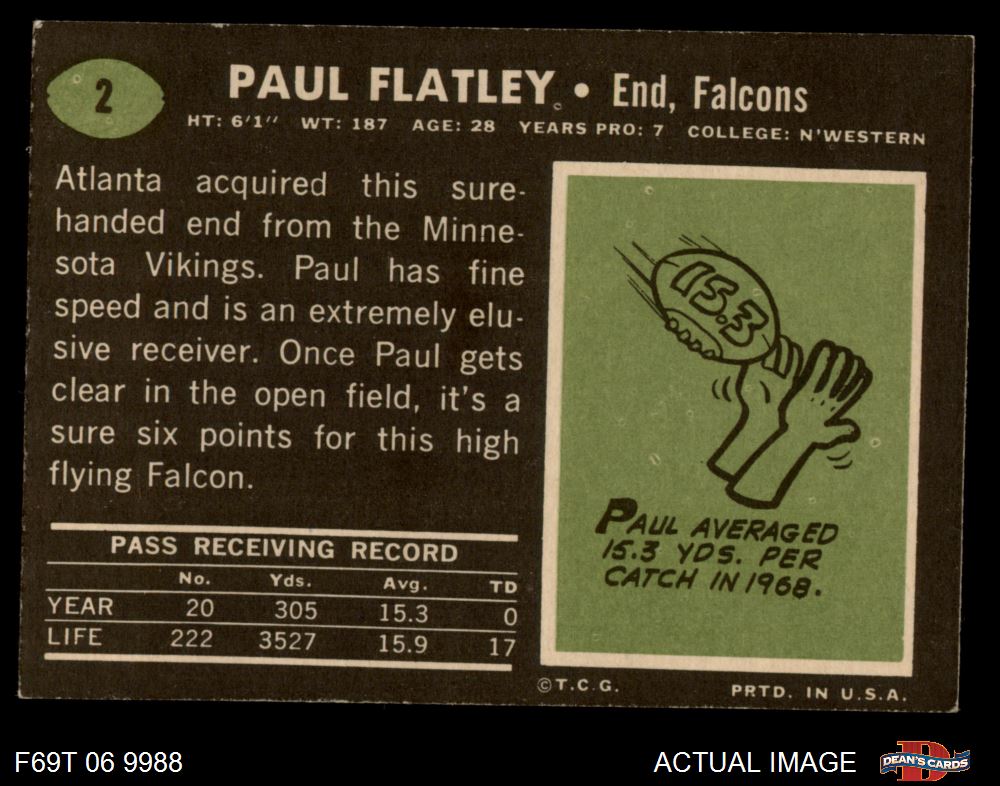 2
PAUL FLATLEY • End, Falcons
HT: 6'1" WT: 187 AGE: 28 YEARS PRO: 7 COLLEGE: N'WESTERN
Atlanta acquired this sure-
handed end from the Minne-
sota Vikings. Paul has fine
speed and is an extremely elu-
sive receiver. Once Paul gets
clear in the open field, it's a
sure six points for this high
flying Falcon.
PASS RECEIVING RECORD
No. Yds. Avg. TD
YEAR 20 305 15.3 0
LIFE 222 3527 15.9 17
15.3
PAUL AVERAGED
15.3 YDS. PER
CATCH IN 1968.
©T.C.G. PRTD. IN U.S.A.
F69T 06 9988 ACTUAL IMAGE
D
DEAN'S CARDS